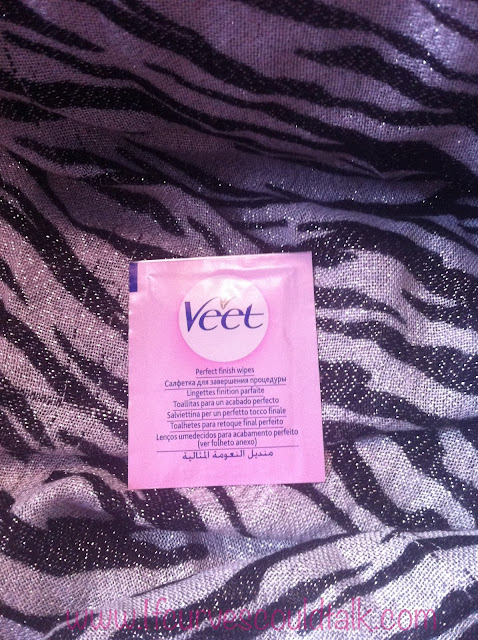 Veet
Perfect finish wipes
Салфетка для завершения процедуры
Lingettes finition parfaite
Toallitas para un acabado perfecto
Salviettina per un perfetto tocco finale
Toalhetes para retoque final perfeito
Lenços umedecidos para acabamento perfeito
(ver folheto anexo)
منديل النعومة المثالية
www.ifcurvescouldtalk.com